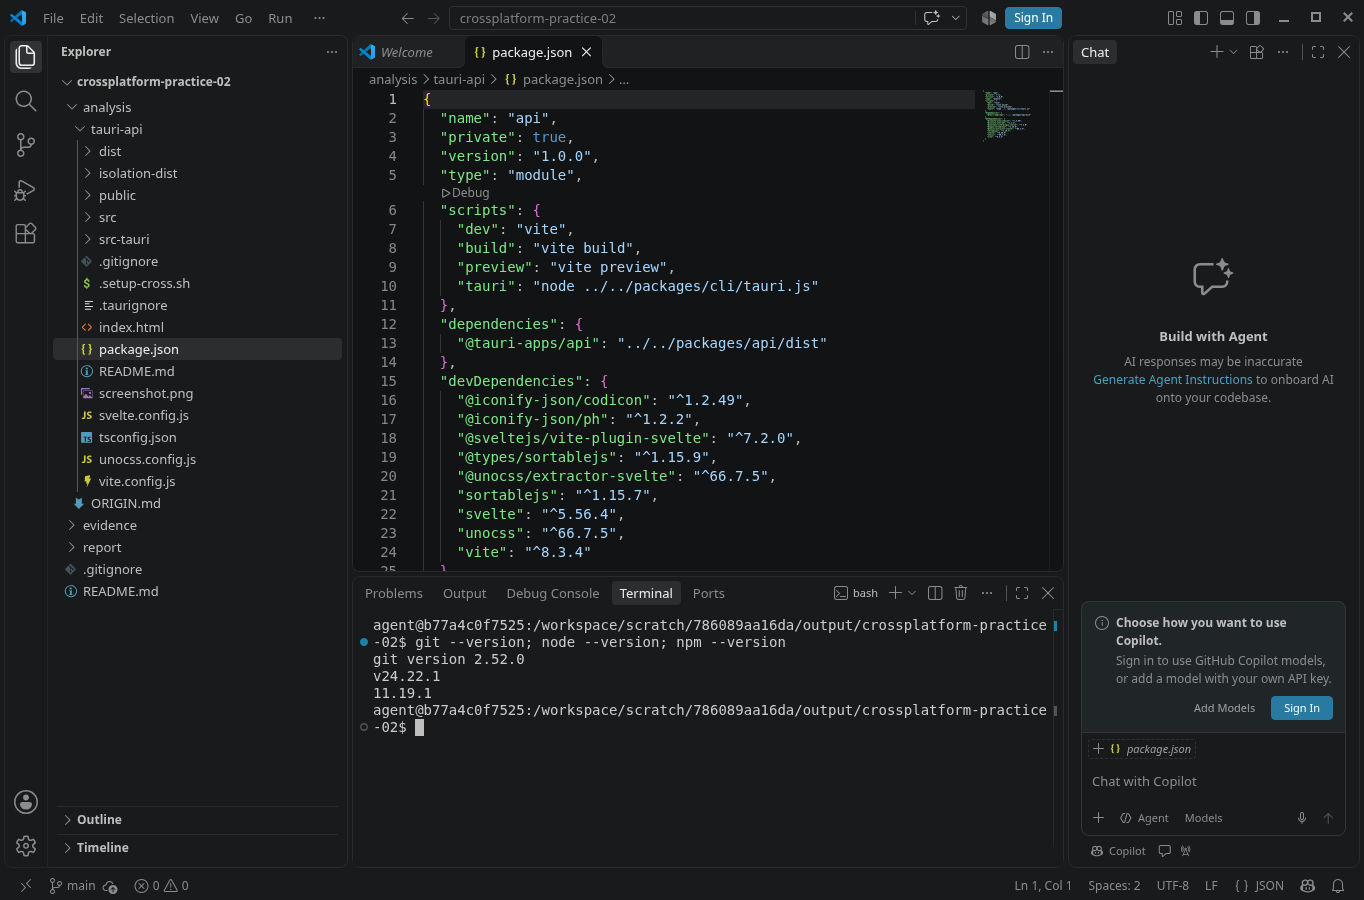 File Edit Selection View Go Run ···
crossplatform-practice-02
Sign In
Explorer
crossplatform-practice-02
analysis
tauri-api
dist
isolation-dist
public
src
src-tauri
.gitignore
.setup-cross.sh
.taurignore
index.html
package.json
README.md
screenshot.png
svelte.config.js
tsconfig.json
unocss.config.js
vite.config.js
ORIGIN.md
evidence
report
.gitignore
README.md
Outline
Timeline
Welcome
{} package.json
analysis > tauri-api > {} package.json > ...
1 {
2 "name": "api",
3 "private": true,
4 "version": "1.0.0",
5 "type": "module",
Debug
6 "scripts": {
7 "dev": "vite",
8 "build": "vite build",
9 "preview": "vite preview",
10 "tauri": "node ../../packages/cli/tauri.js"
11 },
12 "dependencies": {
13 "@tauri-apps/api": "../../packages/api/dist"
14 },
15 "devDependencies": {
16 "@iconify-json/codicon": "^1.2.49",
17 "@iconify-json/ph": "^1.2.2",
18 "@sveltejs/vite-plugin-svelte": "^7.2.0",
19 "@types/sortablejs": "^1.15.9",
20 "@unocss/extractor-svelte": "^66.7.5",
21 "sortablejs": "^1.15.7",
22 "svelte": "^5.56.4",
23 "unocss": "^66.7.5",
24 "vite": "^8.3.4"
25 }
Problems Output Debug Console Terminal Ports
bash
agent@b77a4c0f7525:/workspace/scratch/786089aa16da/output/crossplatform-practice
-02$ git --version; node --version; npm --version
git version 2.52.0
v24.22.1
11.19.1
agent@b77a4c0f7525:/workspace/scratch/786089aa16da/output/crossplatform-practice
-02$
Chat
Build with Agent
AI responses may be inaccurate
Generate Agent Instructions to onboard AI
onto your codebase.
Choose how you want to use
Copilot.
Sign in to use GitHub Copilot models,
or add a model with your own API key.
Add Models
Sign In
{} package.json
Chat with Copilot
Agent
Models
Copilot
main
0 0
Ln 1, Col 1
Spaces: 2
UTF-8
LF
{} JSON